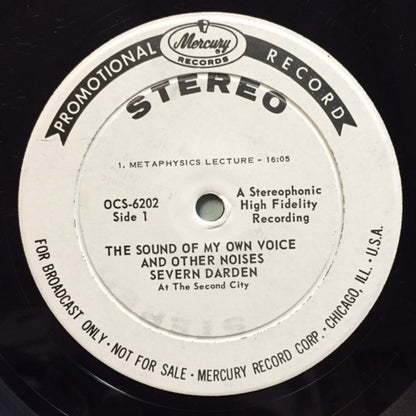 PROMOTIONAL RECORD
Mercury
RECORDS
STEREO
1. METAPHYSICS LECTURE - 16:05
OCS-6202
Side 1
A Stereophonic
High Fidelity
Recording
THE SOUND OF MY OWN VOICE
AND OTHER NOISES
SEVERN DARDEN
At The Second City
FOR BROADCAST ONLY • NOT FOR SALE • MERCURY RECORD CORP. • CHICAGO, ILL. • U.S.A.